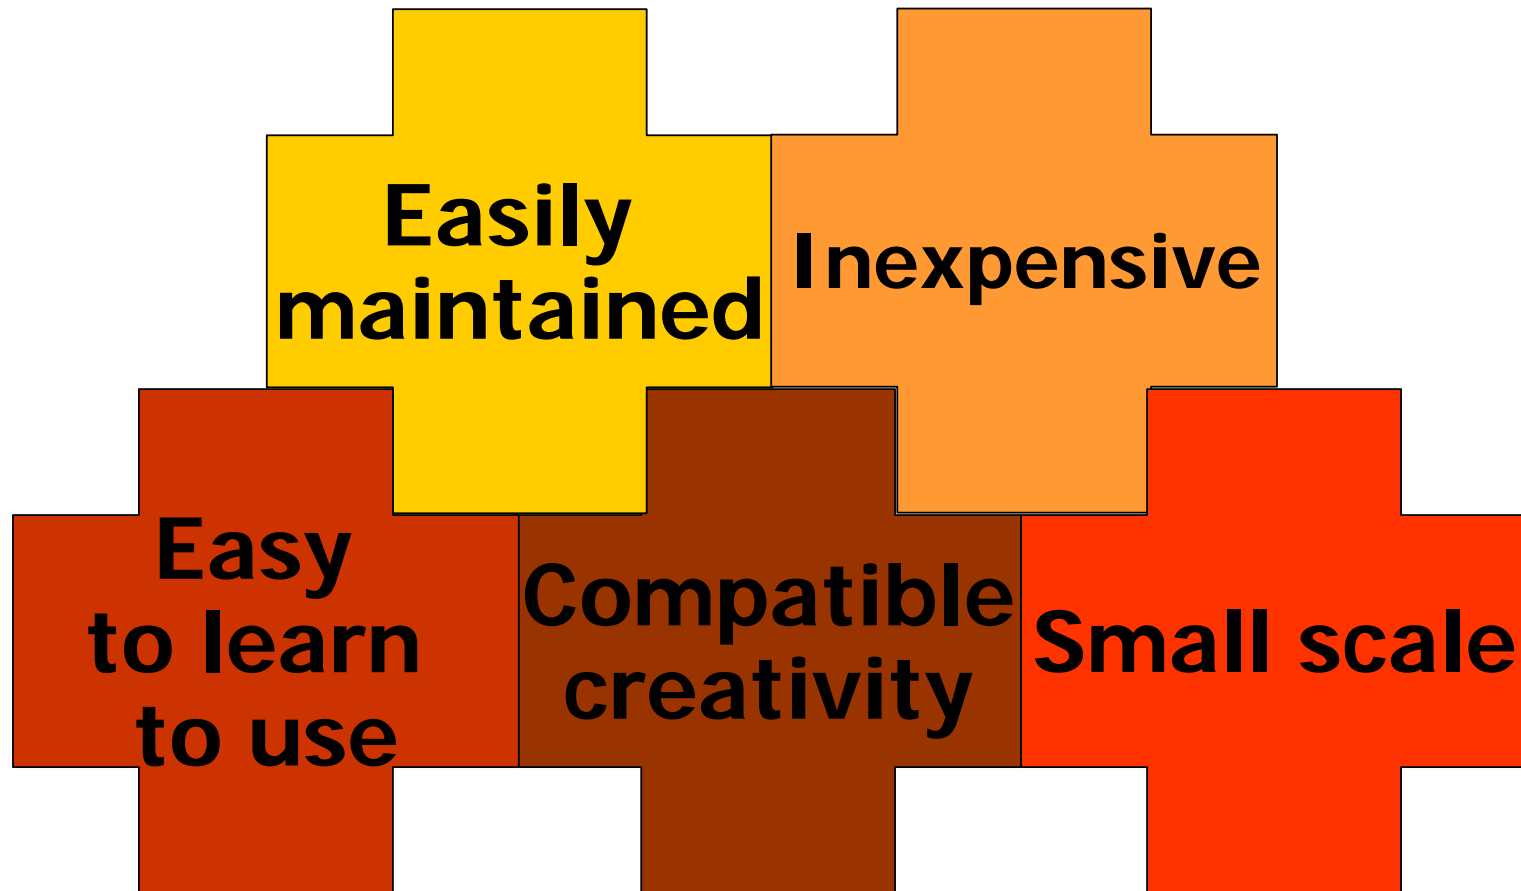 Easily
maintained
Inexpensive
Easy
to learn
to use
Compatible
creativity
Small scale